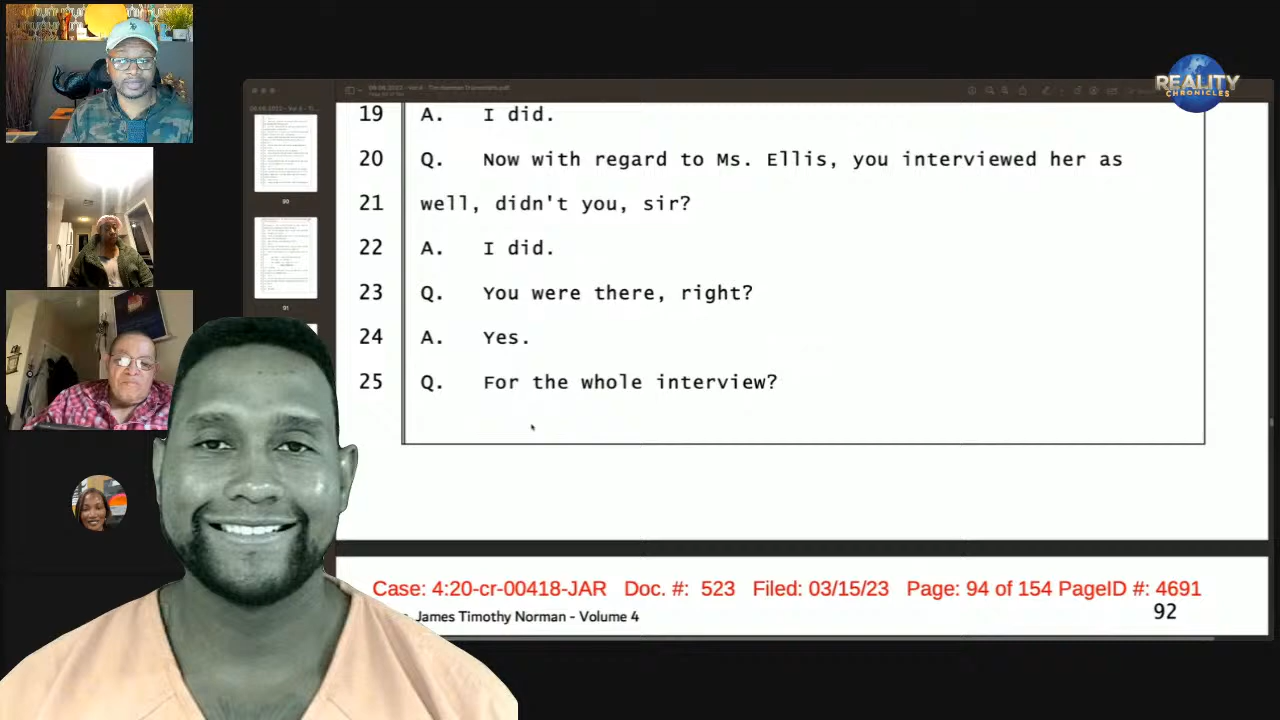 REALITY
CHRONICLES
90
91
19 A. I did.
20 Q. Now with regard to Ms. Ellis, you interviewed her as
21 well, didn't you, sir?
22 A. I did.
23 Q. You were there, right?
24 A. Yes.
25 Q. For the whole interview?
Case: 4:20-cr-00418-JAR Doc. #: 523 Filed: 03/15/23 Page: 94 of 154 PageID #: 4691
James Timothy Norman - Volume 4
92